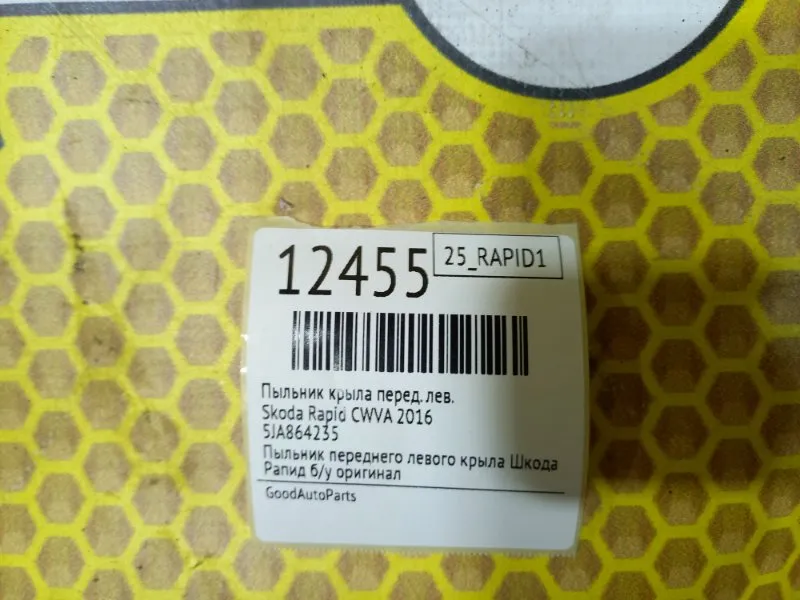 12455
25_RAPID1
Пыльник крыла перед. лев.
Skoda Rapid CWVA 2016
5JA864235
Пыльник переднего левого крыла Шкода
Рапид б/у оригинал
GoodAutoParts